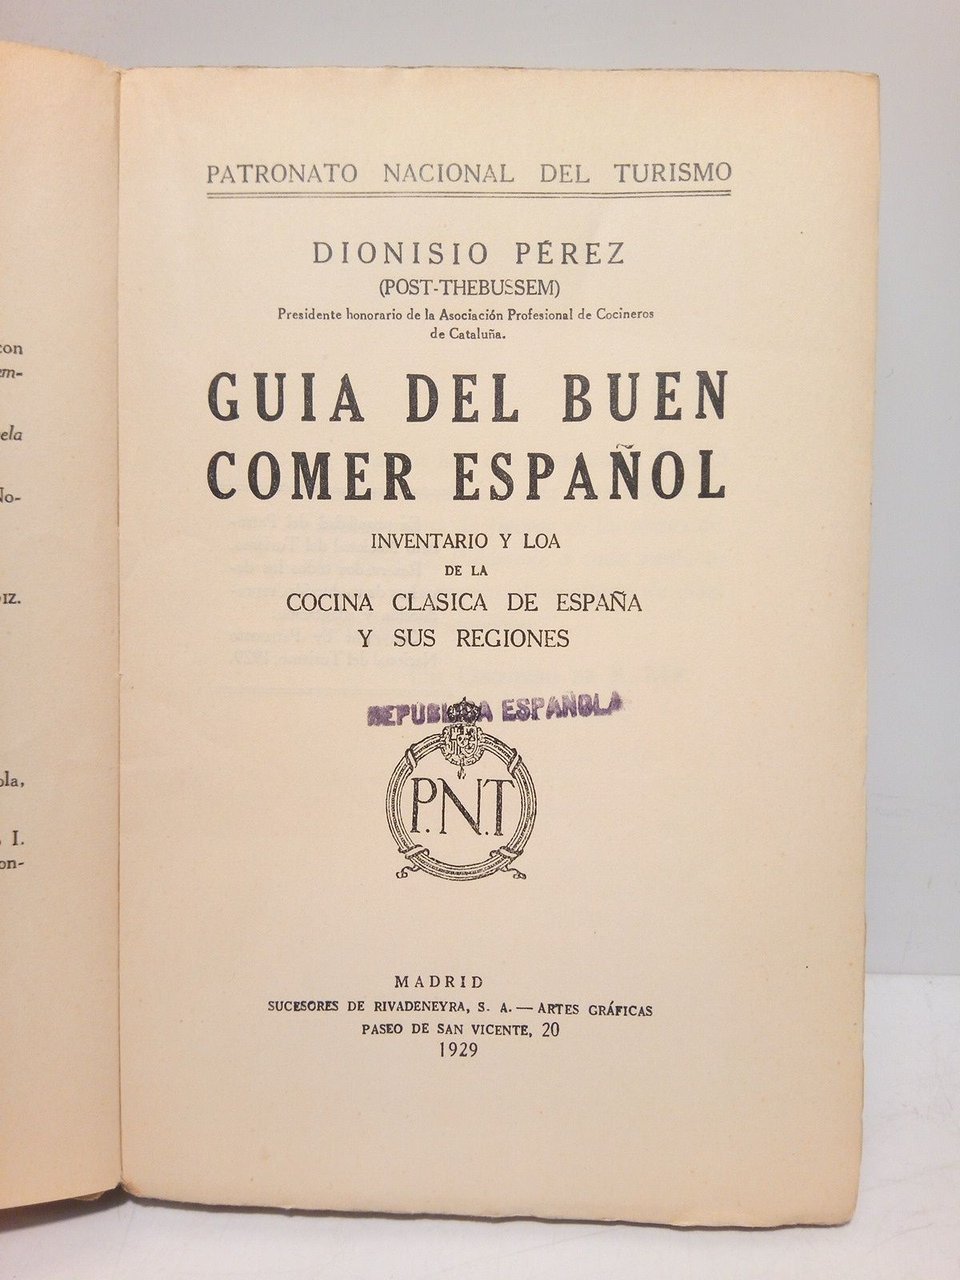 PATRONATO NACIONAL DEL TURISMO
DIONISIO PÉREZ
(POST-THEBUSSEM)
Presidente honorario de la Asociación Profesional de Cocineros
de Cataluña.
GUIA DEL BUEN
COMER ESPAÑOL
INVENTARIO Y LOA
DE LA
COCINA CLASICA DE ESPAÑA
Y SUS REGIONES
REPUBLICA ESPAÑOLA
P.N.T
MADRID
SUCESORES DE RIVADENEYRA, S. A.—ARTES GRÁFICAS
PASEO DE SAN VICENTE, 20
1929